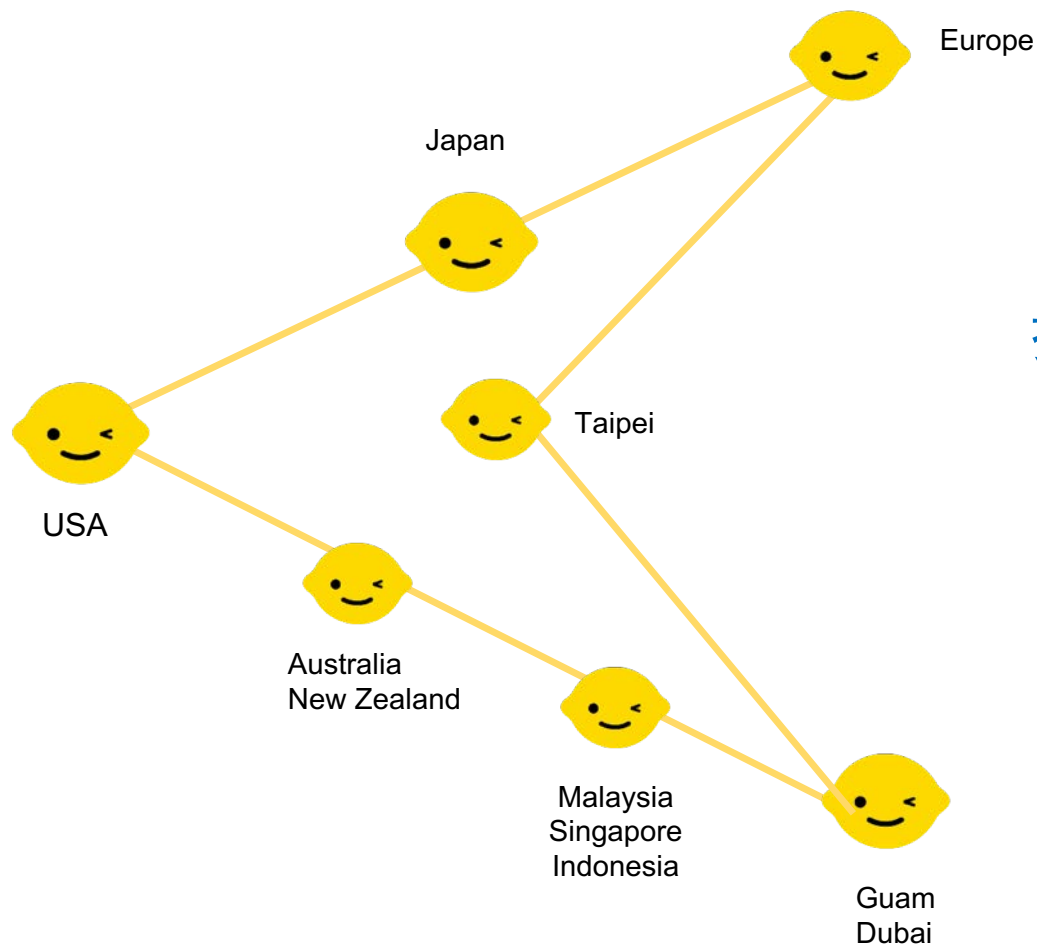 Europe
Japan
Taipei
USA
Australia
New Zealand
Malaysia
Singapore
Indonesia
Guam
Dubai